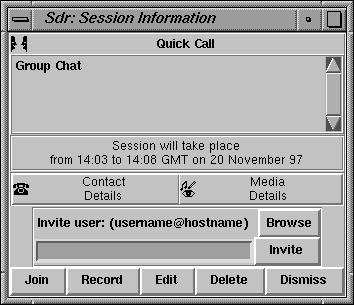 Sdr: Session Information
Quick Call
Group Chat
Session will take place
from 14:03 to 14:08 GMT on 20 November 97
Contact
Details
Media
Details
Invite user: (username@hostname)
Browse
Invite
Join
Record
Edit
Delete
Dismiss